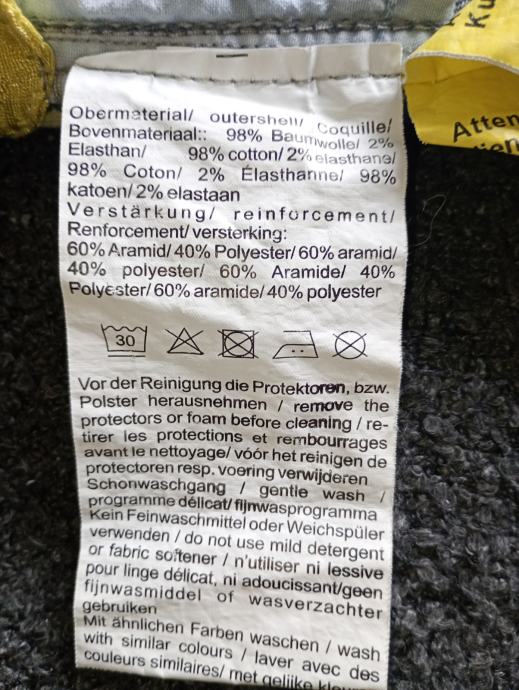 Obermaterial/ outershell/ Coquille/
Bovenmateriaal:: 98% Baumwolle/ 2%
Elasthan/ 98% cotton/ 2% elasthane/
98% Coton/ 2% Élasthanne/ 98%
katoen/ 2% elastaan
Verstärkung/ reinforcement/
Renforcement/ versterking:
60% Aramid/ 40% Polyester/ 60% aramid/
40% polyester/ 60% Aramide/ 40%
Polyester/ 60% aramide/ 40% polyester
30
Vor der Reinigung die Protektoren, bzw.
Polster herausnehmen / remove the
protectors or foam before cleaning / re-
tirer les protections et rembourrages
avant le nettoyage/ vóór het reinigen de
protectoren resp. voering verwijderen
Schonwaschgang / gentle wash /
programme délicat/ fijnwasprogramma
Kein Feinwaschmittel oder Weichspüler
verwenden / do not use mild detergent
or fabric softener / n'utiliser ni lessive
pour linge délicat, ni adoucissant/geen
fijnwasmiddel of wasverzachter
gebruiken
Mit ähnlichen Farben waschen / wash
with similar colours / laver avec des
couleurs similaires/ met gelijke
Ku
Atten